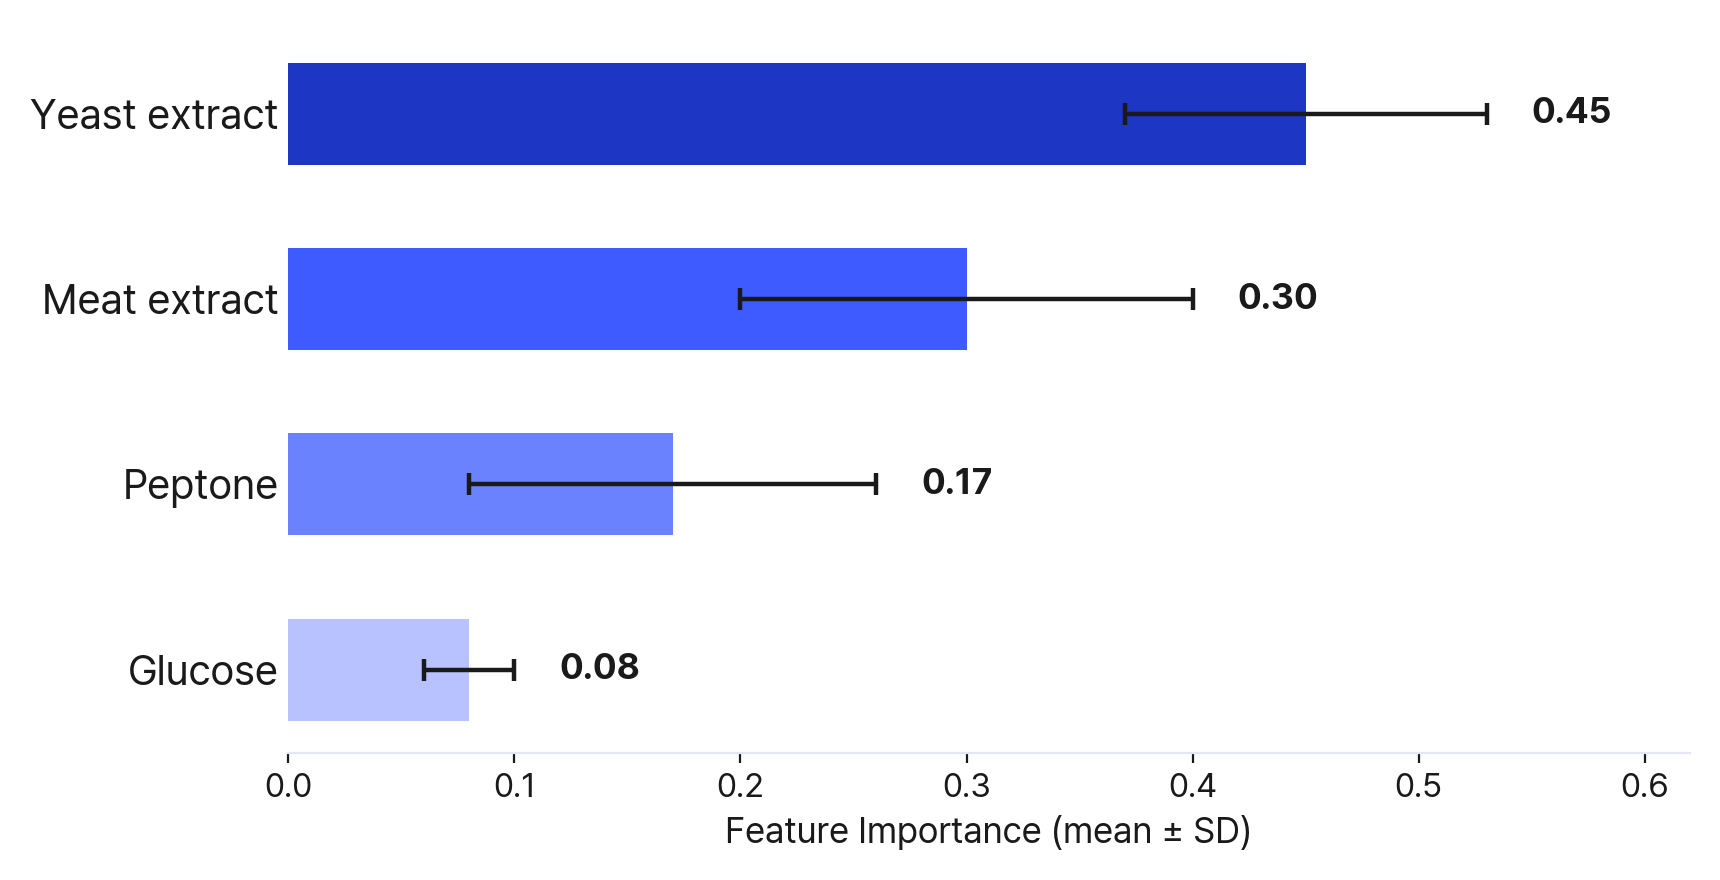 Yeast extract 0.45
Meat extract 0.30
Peptone 0.17
Glucose 0.08
0.0 0.1 0.2 0.3 0.4 0.5 0.6
Feature Importance (mean ± SD)